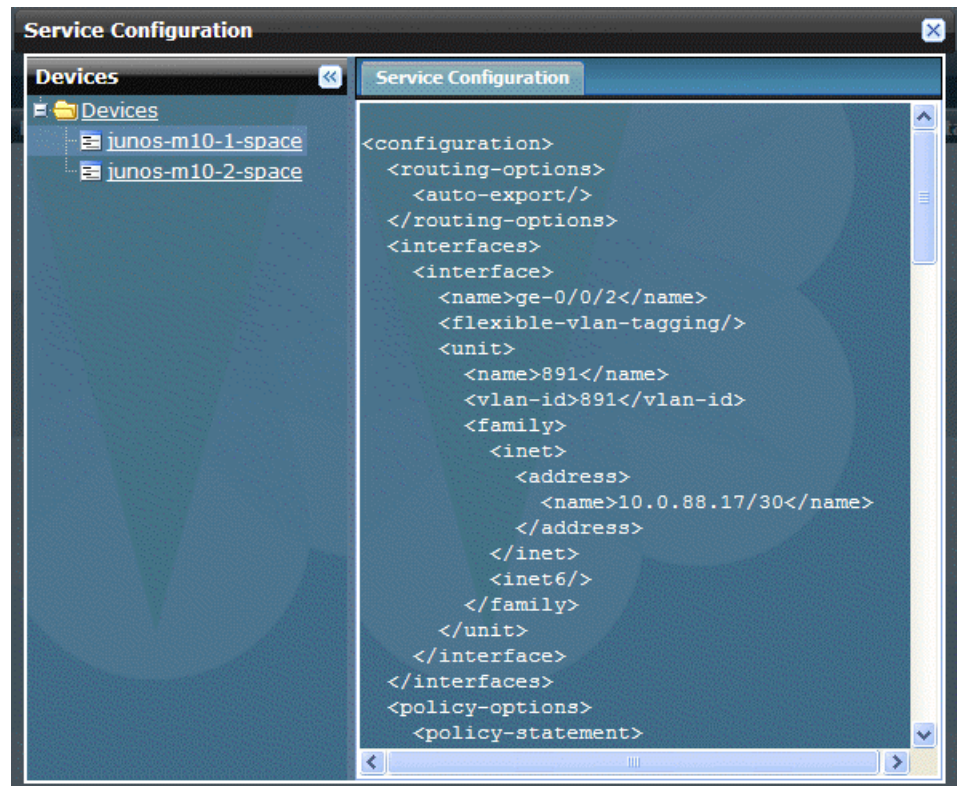 Service Configuration
Devices
Devices
junos-m10-1-space
junos-m10-2-space
Service Configuration
<configuration>
  <routing-options>
    <auto-export/>
  </routing-options>
  <interfaces>
    <interface>
      <name>ge-0/0/2</name>
      <flexible-vlan-tagging/>
      <unit>
        <name>891</name>
        <vlan-id>891</vlan-id>
        <family>
          <inet>
            <address>
              <name>10.0.88.17/30</name>
            </address>
          </inet>
          <inet6/>
        </family>
      </unit>
    </interface>
  </interfaces>
  <policy-options>
    <policy-statement>